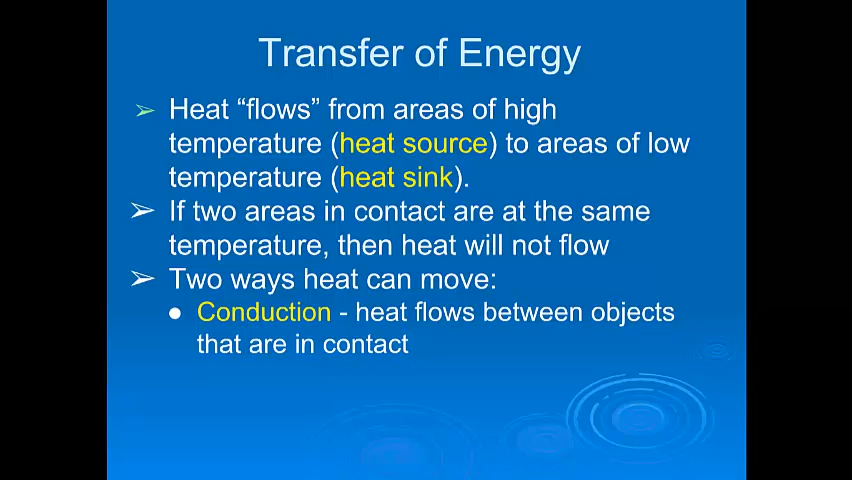 Transfer of Energy
➢ Heat “flows” from areas of high
temperature (heat source) to areas of low
temperature (heat sink).
➢ If two areas in contact are at the same
temperature, then heat will not flow
➢ Two ways heat can move:
● Conduction - heat flows between objects
that are in contact